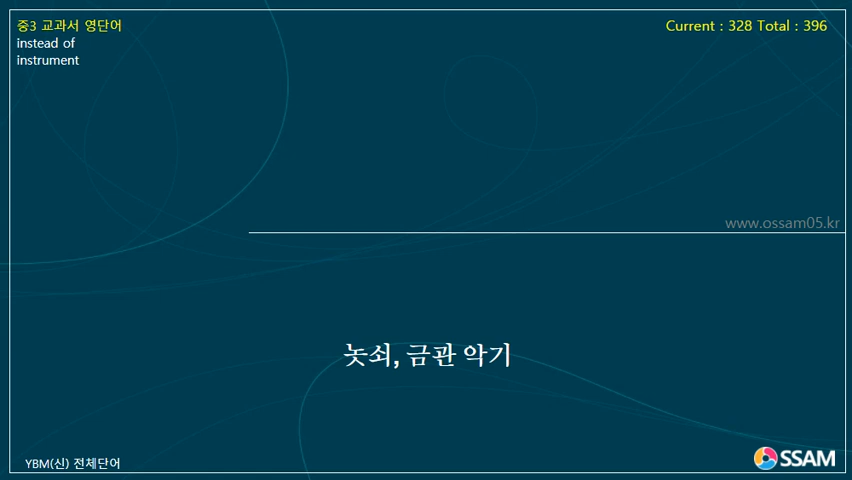 중3 교과서 영단어
Current : 328 Total : 396
instead of
instrument
www.ossam05.kr
놋쇠, 금관 악기
YBM(신) 전체단어
SSAM